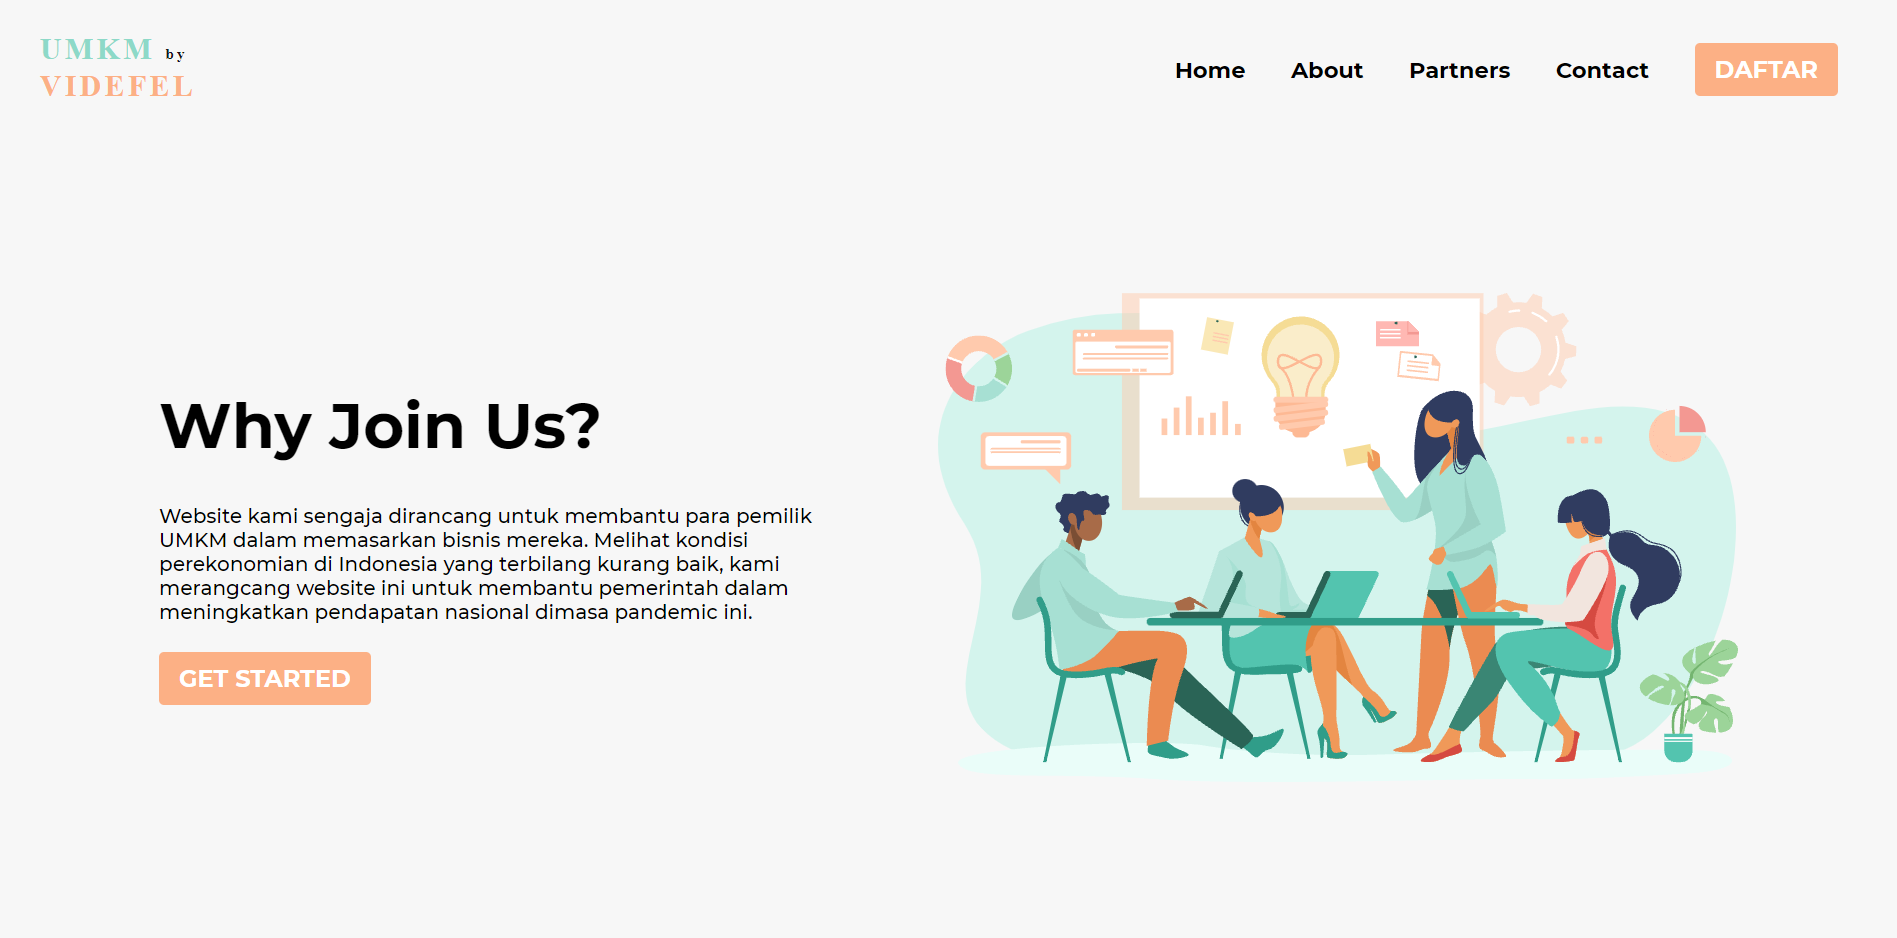 UMKM by
VIDEFEL
Home About Partners Contact DAFTAR
Why Join Us?
Website kami sengaja dirancang untuk membantu para pemilik
UMKM dalam memasarkan bisnis mereka. Melihat kondisi
perekonomian di Indonesia yang terbilang kurang baik, kami
merangcang website ini untuk membantu pemerintah dalam
meningkatkan pendapatan nasional dimasa pandemic ini.
GET STARTED